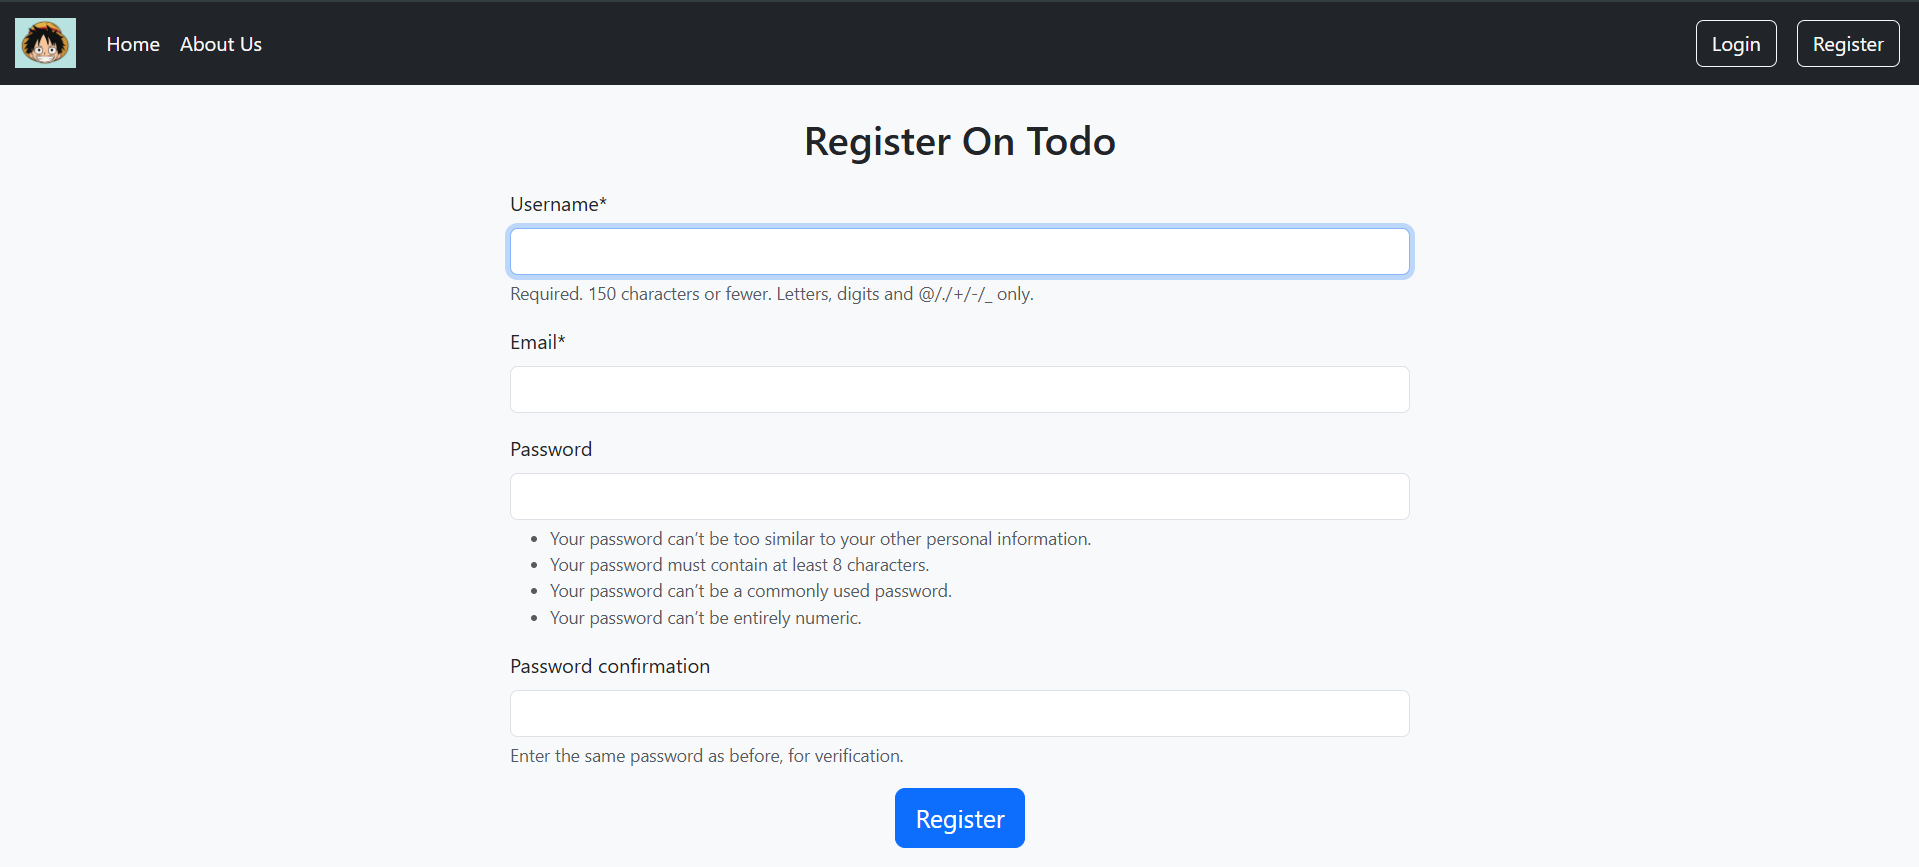 Home About Us Login Register
Register On Todo
Username*
Required. 150 characters or fewer. Letters, digits and @/./+/-/_ only.
Email*
Password
Your password can’t be too similar to your other personal information.
Your password must contain at least 8 characters.
Your password can’t be a commonly used password.
Your password can’t be entirely numeric.
Password confirmation
Enter the same password as before, for verification.
Register